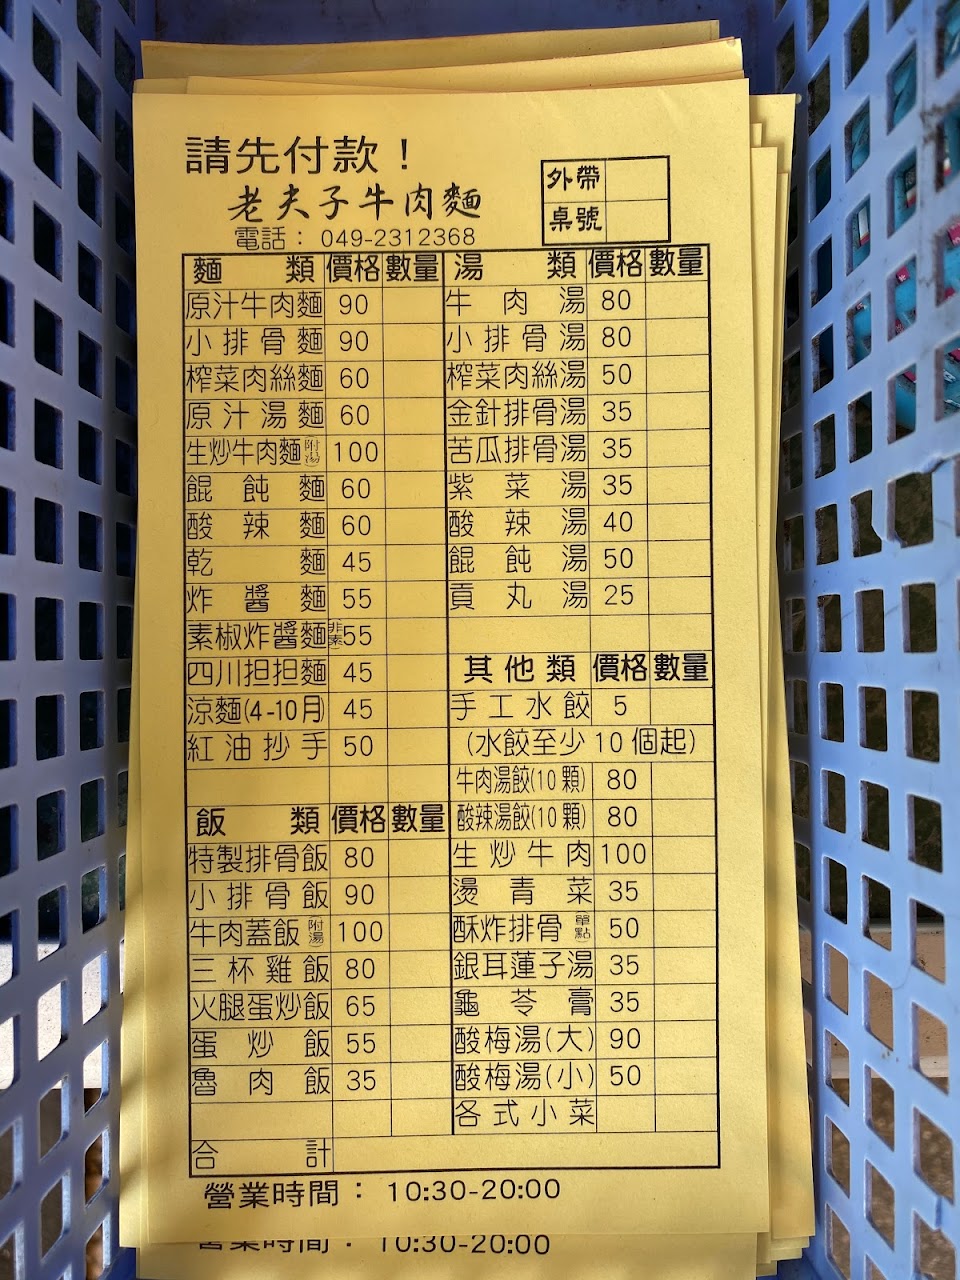 請先付款！
老夫子牛肉麵
電話： 049-2312368
外帶
桌號
麵類 價格 數量
原汁牛肉麵 90
小排骨麵 90
榨菜肉絲麵 60
原汁湯麵 60
生炒牛肉麵(附湯) 100
餛飩麵 60
酸辣麵 60
乾麵 45
炸醬麵 55
素椒炸醬麵(非素) 55
四川担担麵 45
涼麵(4-10月) 45
紅油抄手 50
飯類 價格 數量
特製排骨飯 80
小排骨飯 90
牛肉蓋飯(附湯) 100
三杯雞飯 80
火腿蛋炒飯 65
蛋炒飯 55
魯肉飯 35
湯類 價格 數量
牛肉湯 80
小排骨湯 80
榨菜肉絲湯 50
金針排骨湯 35
苦瓜排骨湯 35
紫菜湯 35
酸辣湯 40
餛飩湯 50
貢丸湯 25
其他類 價格 數量
手工水餃 5
(水餃至少10個起)
牛肉湯餃(10顆) 80
酸辣湯餃(10顆) 80
生炒牛肉 100
燙青菜 35
酥炸排骨(單點) 50
銀耳蓮子湯 35
龜苓膏 35
酸梅湯(大) 90
酸梅湯(小) 50
各式小菜
合計
營業時間： 10:30-20:00
營業時間： 10:30-20:00